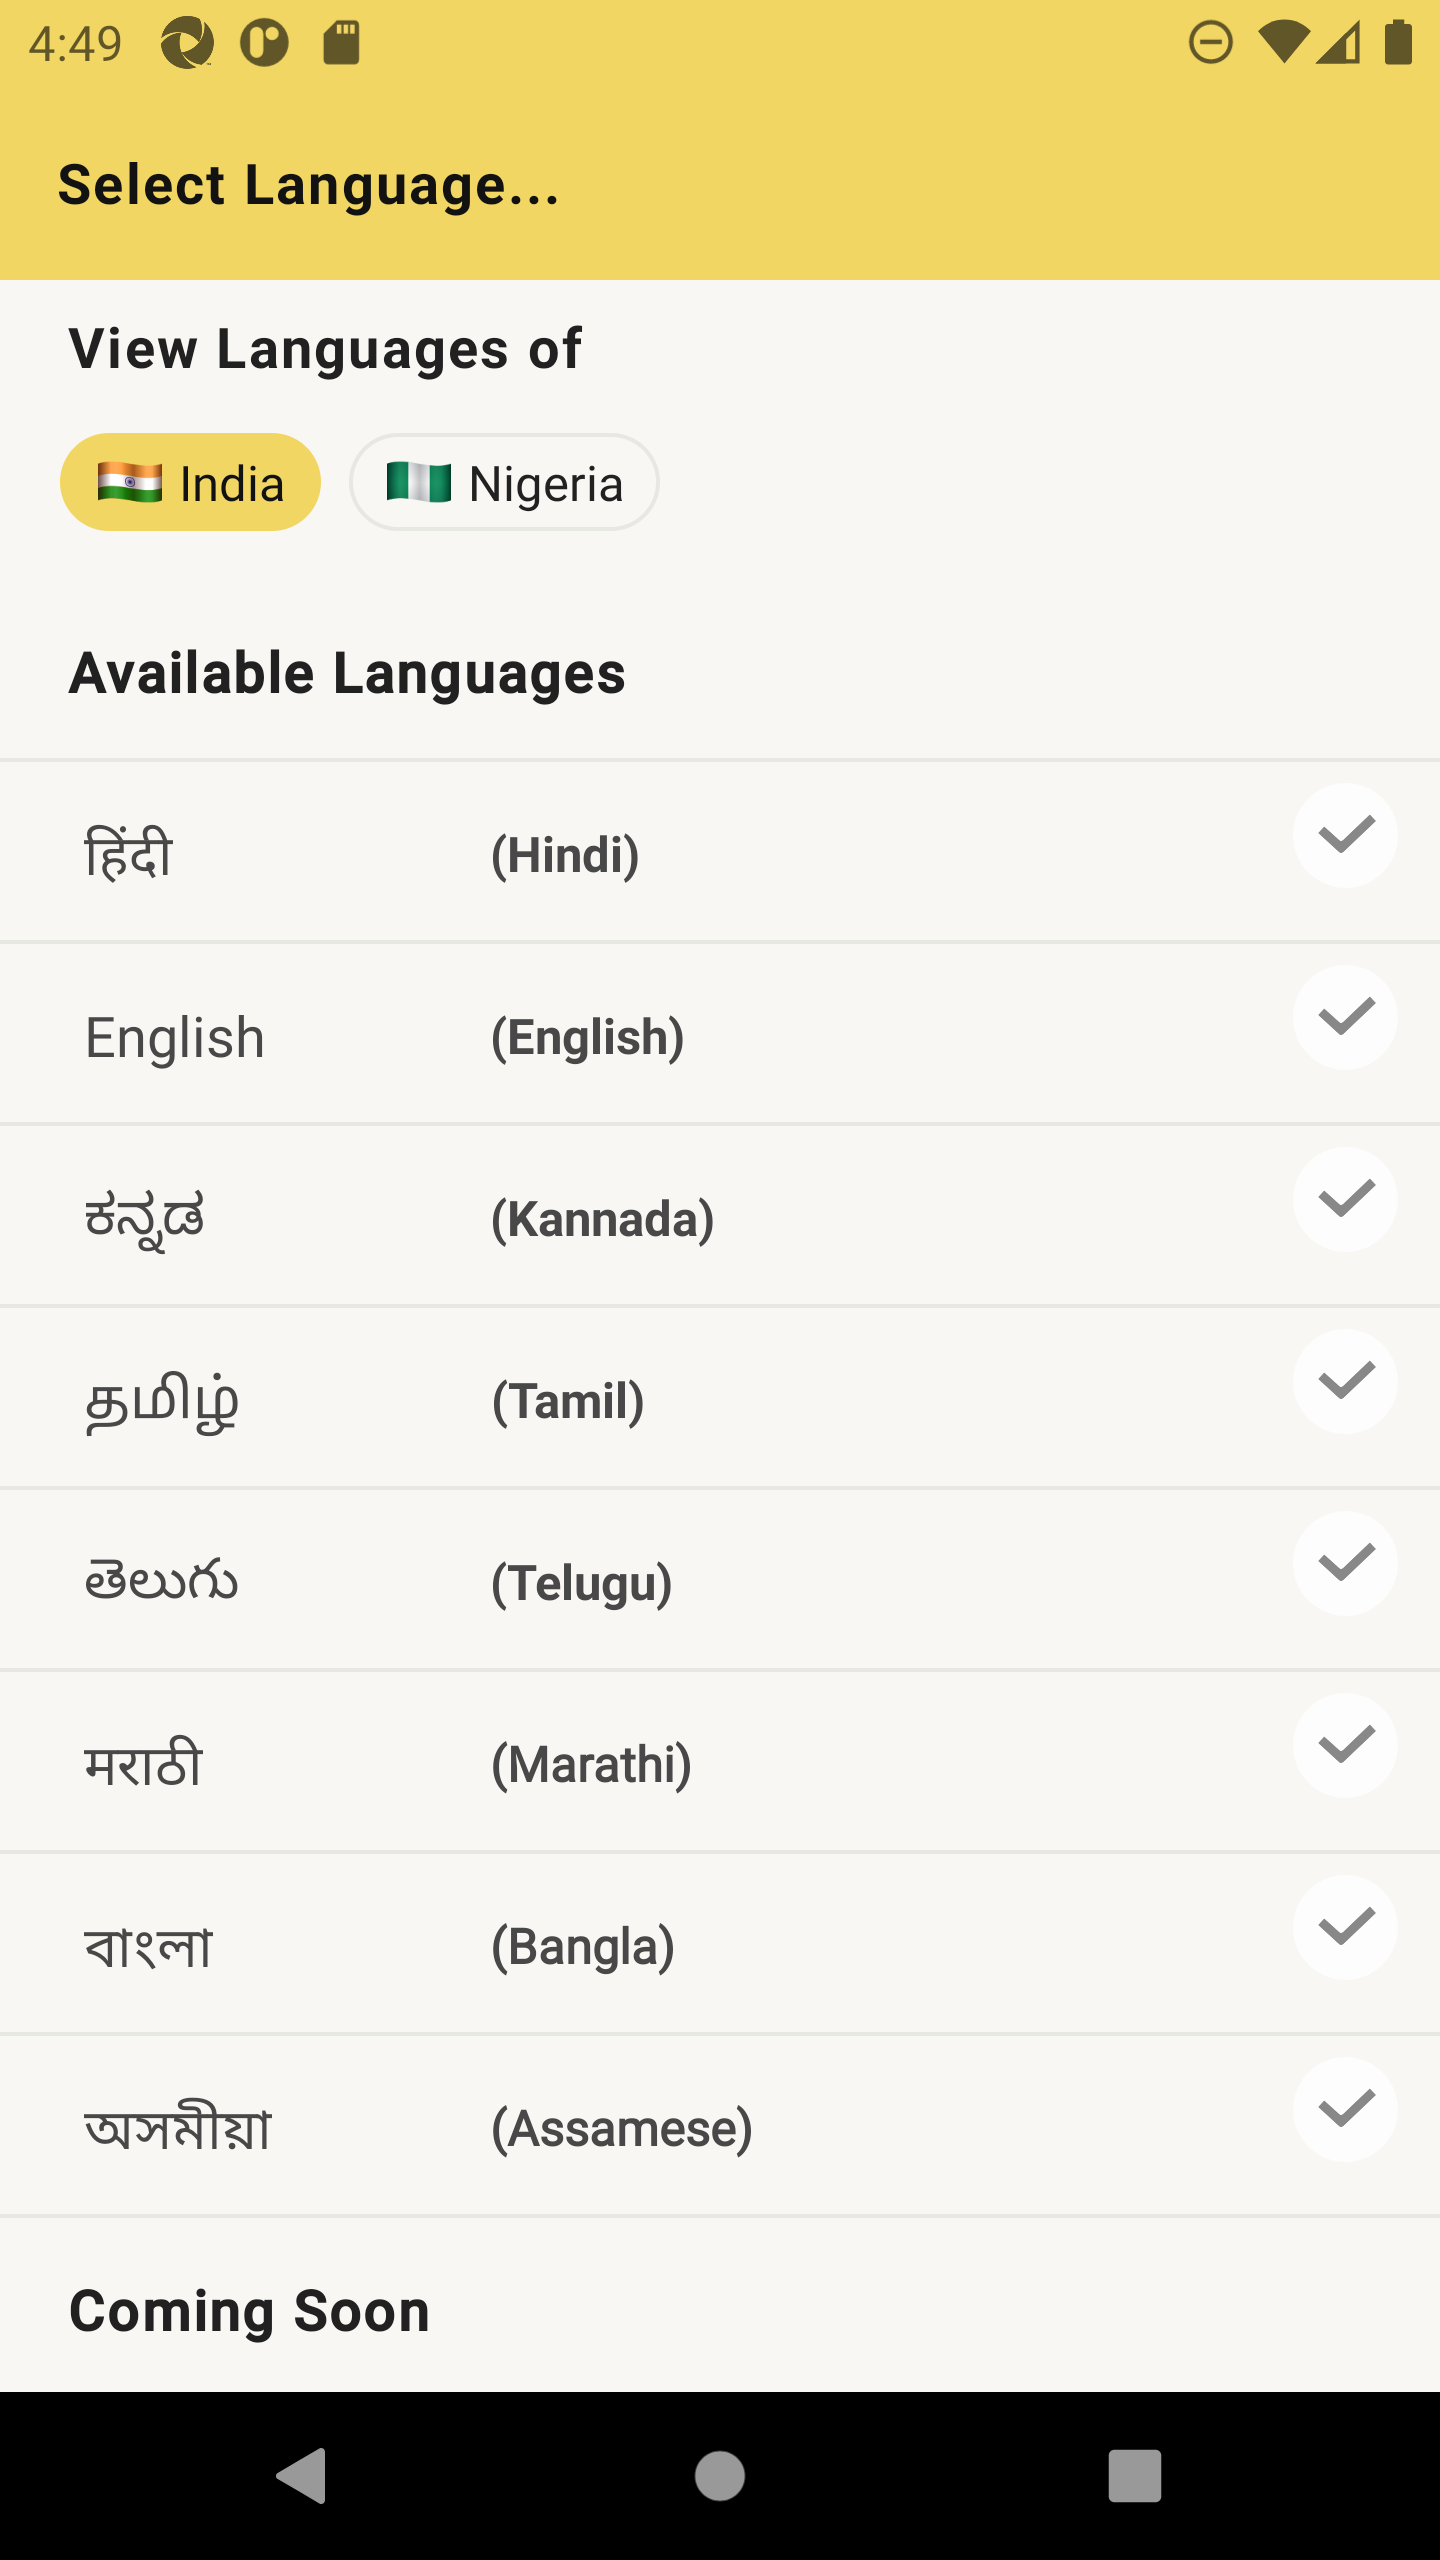 4:49
Select Language...
View Languages of
India Nigeria
Available Languages
हिंदी (Hindi)
English (English)
ಕನ್ನಡ (Kannada)
தமிழ் (Tamil)
తెలుగు (Telugu)
मराठी (Marathi)
বাংলা (Bangla)
অসমীয়া (Assamese)
Coming Soon